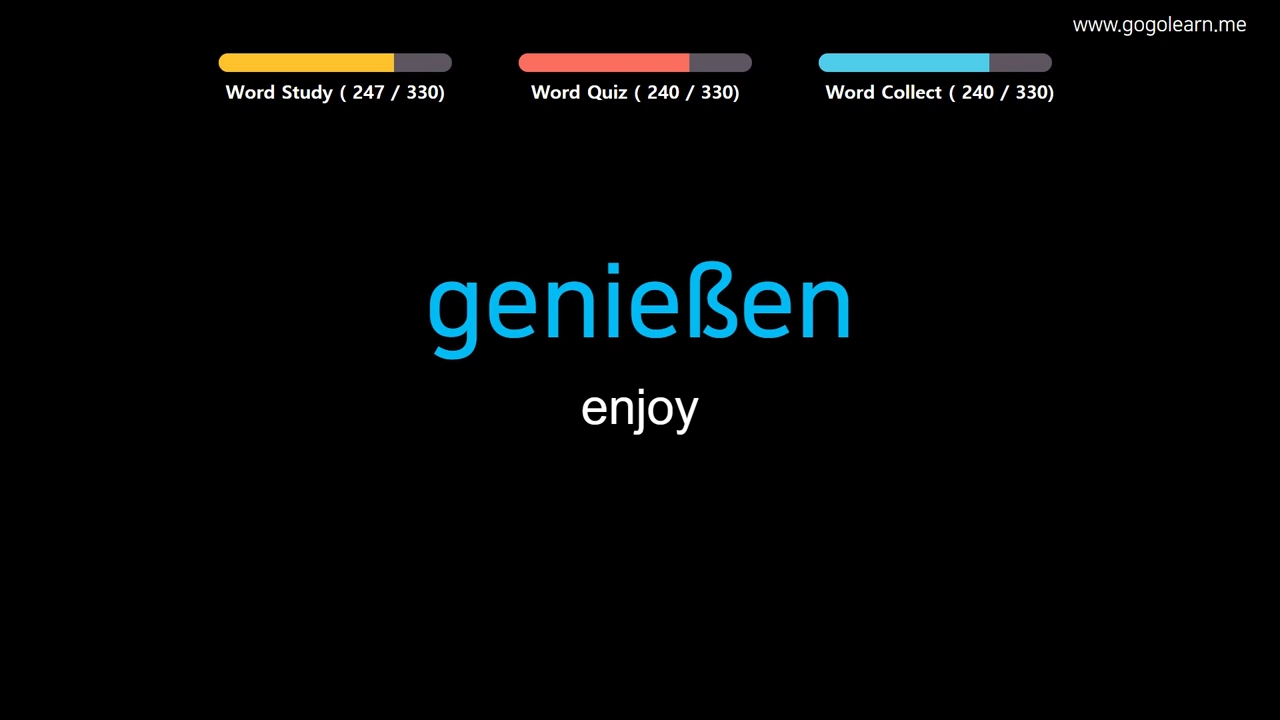 www.gogolearn.me
Word Study ( 247 / 330)
Word Quiz ( 240 / 330)
Word Collect ( 240 / 330)
genießen
enjoy